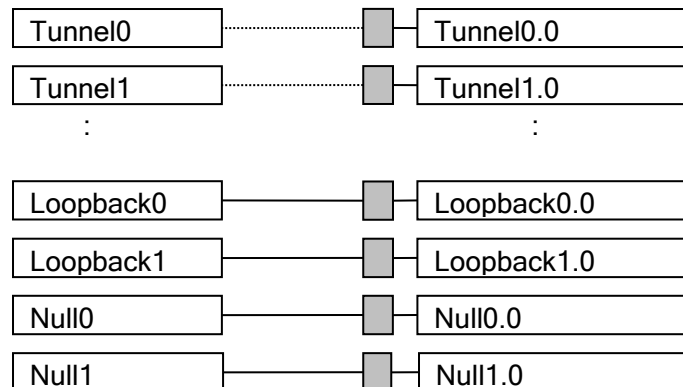 Tunnel0 Tunnel0.0
Tunnel1 Tunnel1.0
: :
Loopback0 Loopback0.0
Loopback1 Loopback1.0
Null0 Null0.0
Null1 Null1.0